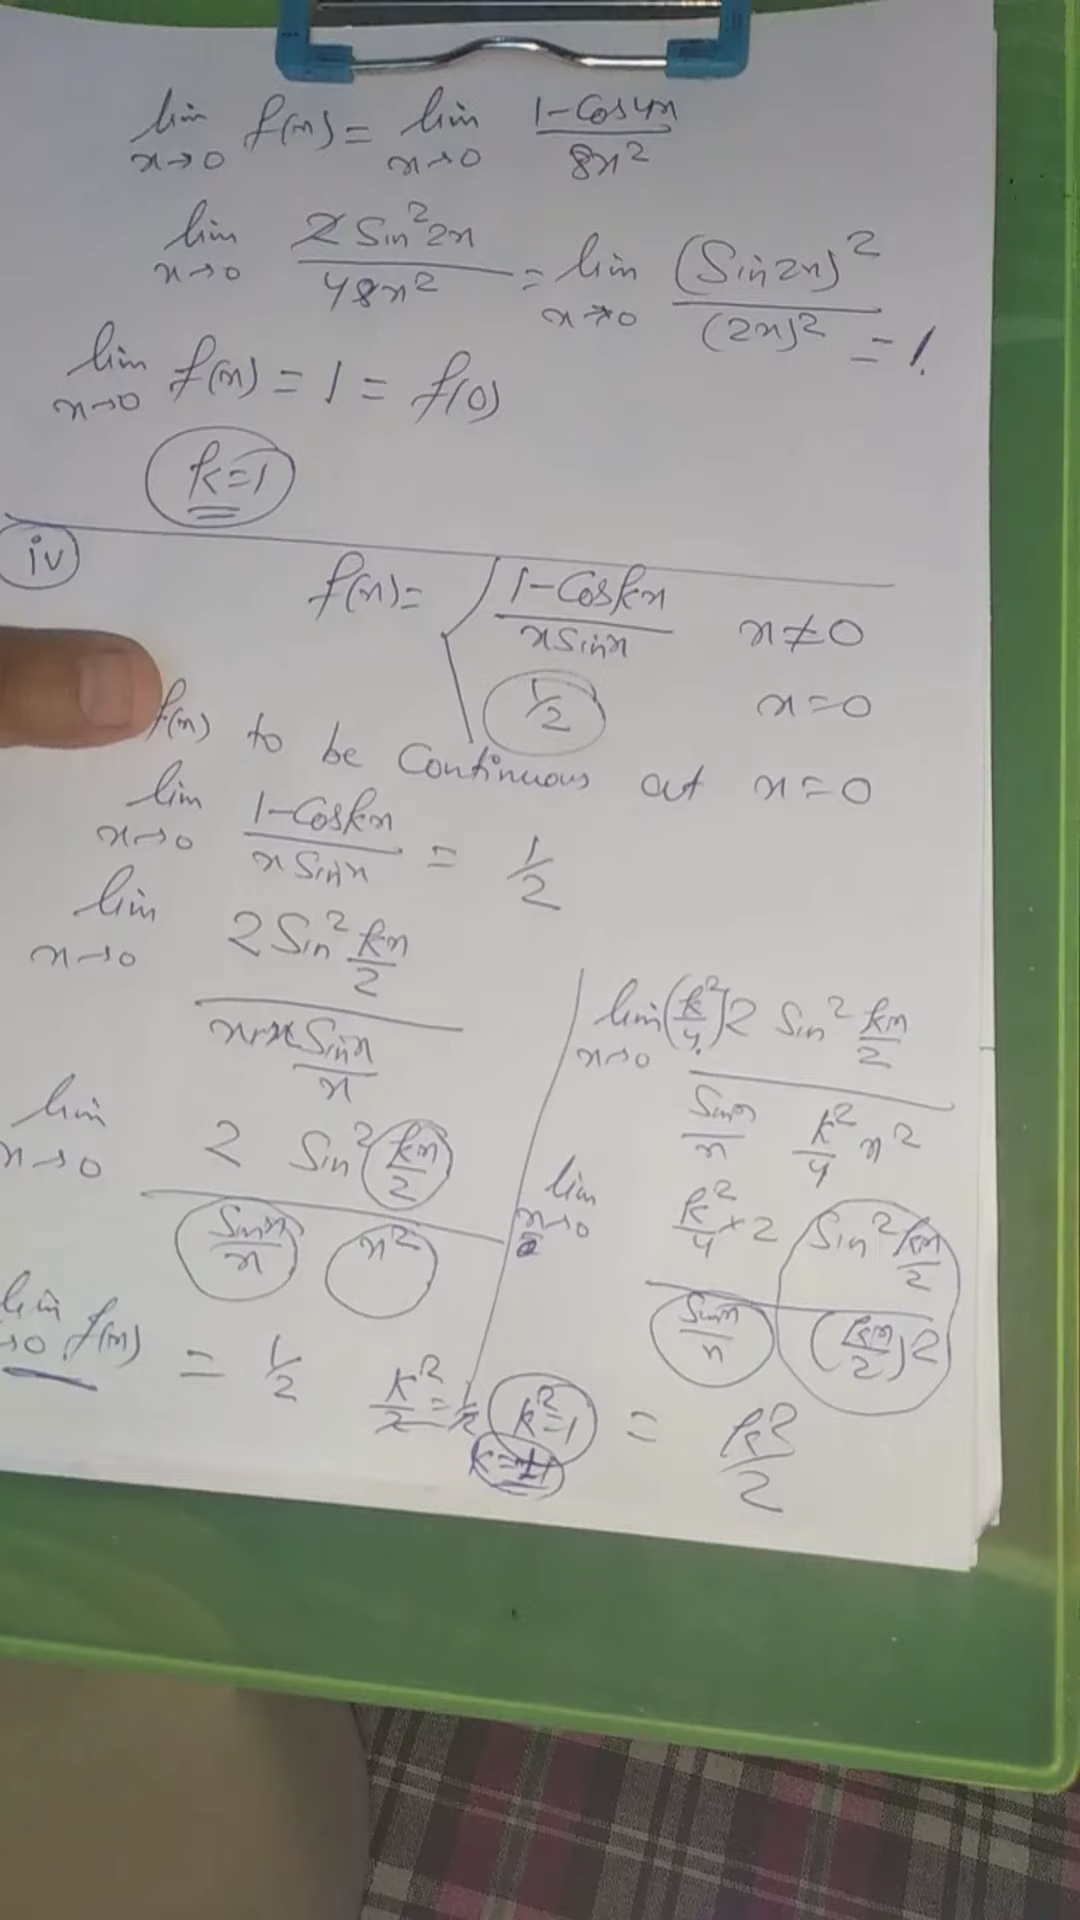 lim x→0 f(x) = lim x→0 1-Cos4x / 8x²
lim x→0 2 Sin²2x / 48x² = lim x→0 (Sin2x)² / (2x)² = 1.
lim x→0 f(x) = 1 = f(0)
k=1
iv
f(x) = { 1-Coskx / xSinx x≠0
1/2 x=0
f(x) to be Continuous at x=0
lim x→0 1-Coskx / x Sinx = 1/2
lim x→0 2 Sin² kx/2 / x·x Sinx/x
lim x→0 2 Sin² kx/2 / Sinx/x x²
lim x→0 (k²/4) 2 Sin² kx/2 / Sinx/x k²/4 x²
lim x→0 k²/4 × 2 Sin² kx/2 / Sinx/x (kx/2)²
= k²/2
lim →0 f(x) = 1/2 k²/2 = 1/2 k²=1
k=±1